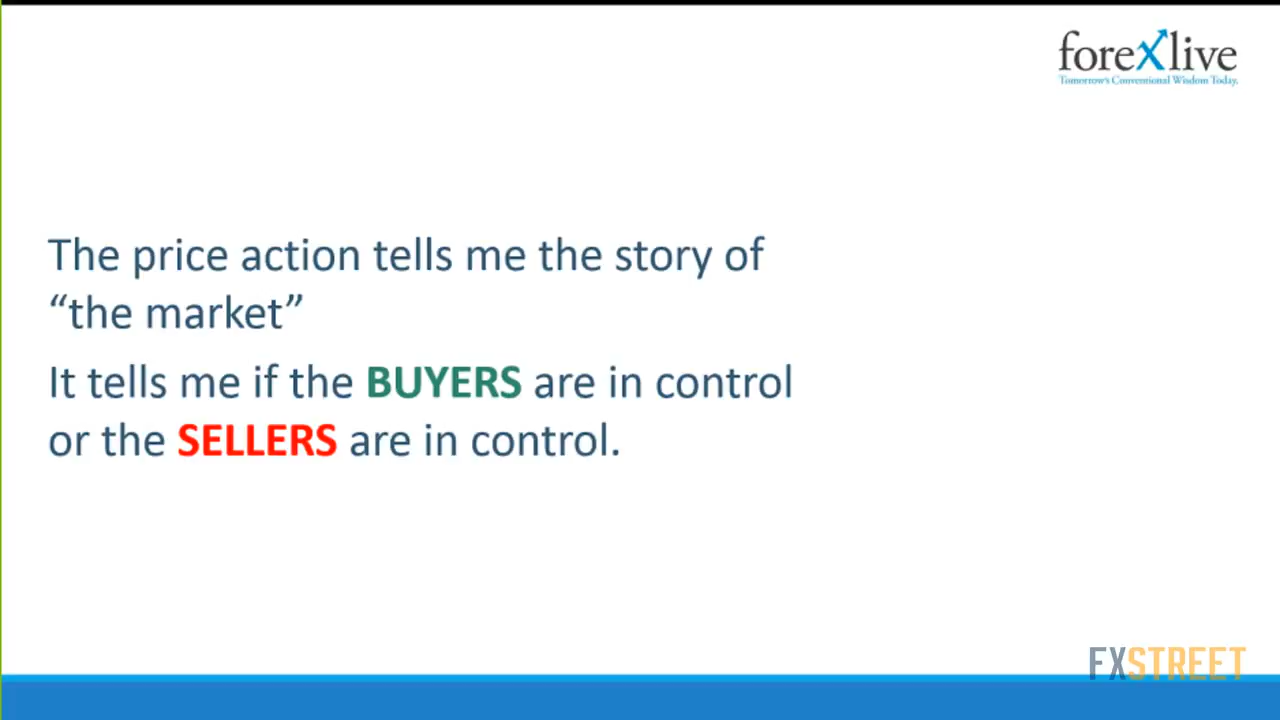 forexlive
Tomorrow's Conventional Wisdom Today.
The price action tells me the story of
“the market”
It tells me if the BUYERS are in control
or the SELLERS are in control.
FXSTREET